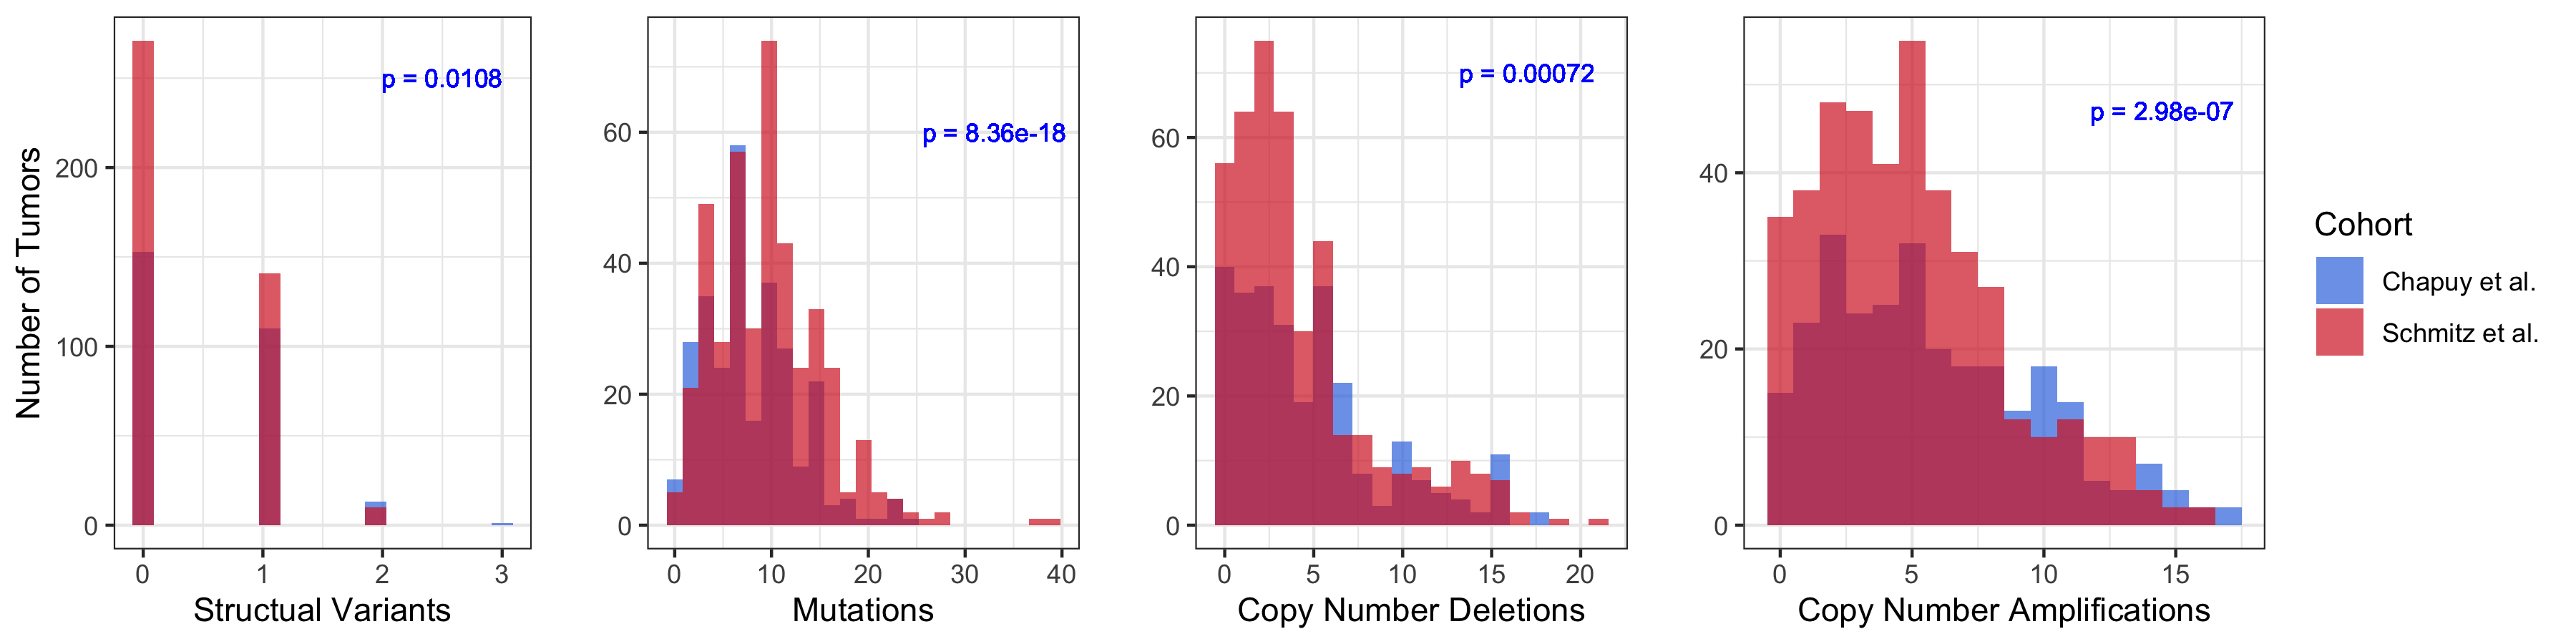 Number of Tumors
200
100
0
p = 0.0108
0 1 2 3
Structual Variants
60
40
20
0
p = 8.36e-18
0 10 20 30 40
Mutations
60
40
20
0
p = 0.00072
0 5 10 15 20
Copy Number Deletions
40
20
0
p = 2.98e-07
0 5 10 15
Copy Number Amplifications
Cohort
Chapuy et al.
Schmitz et al.